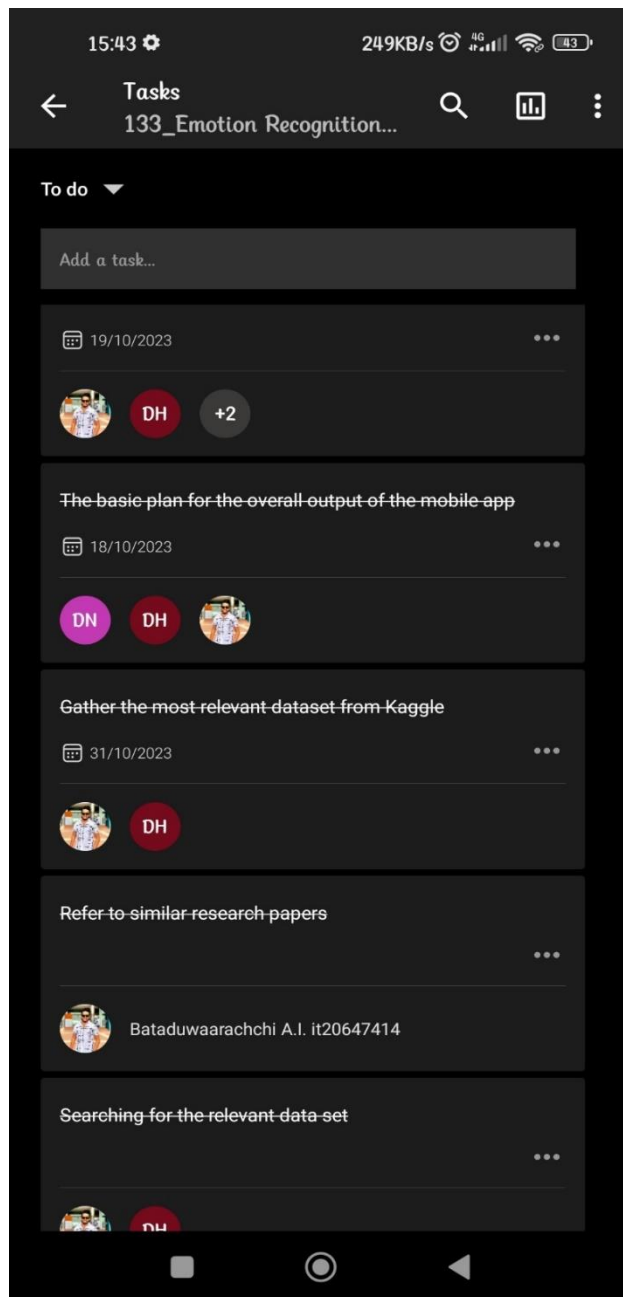 15:43
249KB/s
4G
43
Tasks
133_Emotion Recognition...
To do
Add a task...
19/10/2023
DH
+2
The basic plan for the overall output of the mobile app
18/10/2023
DN
DH
Gather the most relevant dataset from Kaggle
31/10/2023
DH
Refer to similar research papers
Bataduwaarachchi A.I. it20647414
Searching for the relevant data set
DH